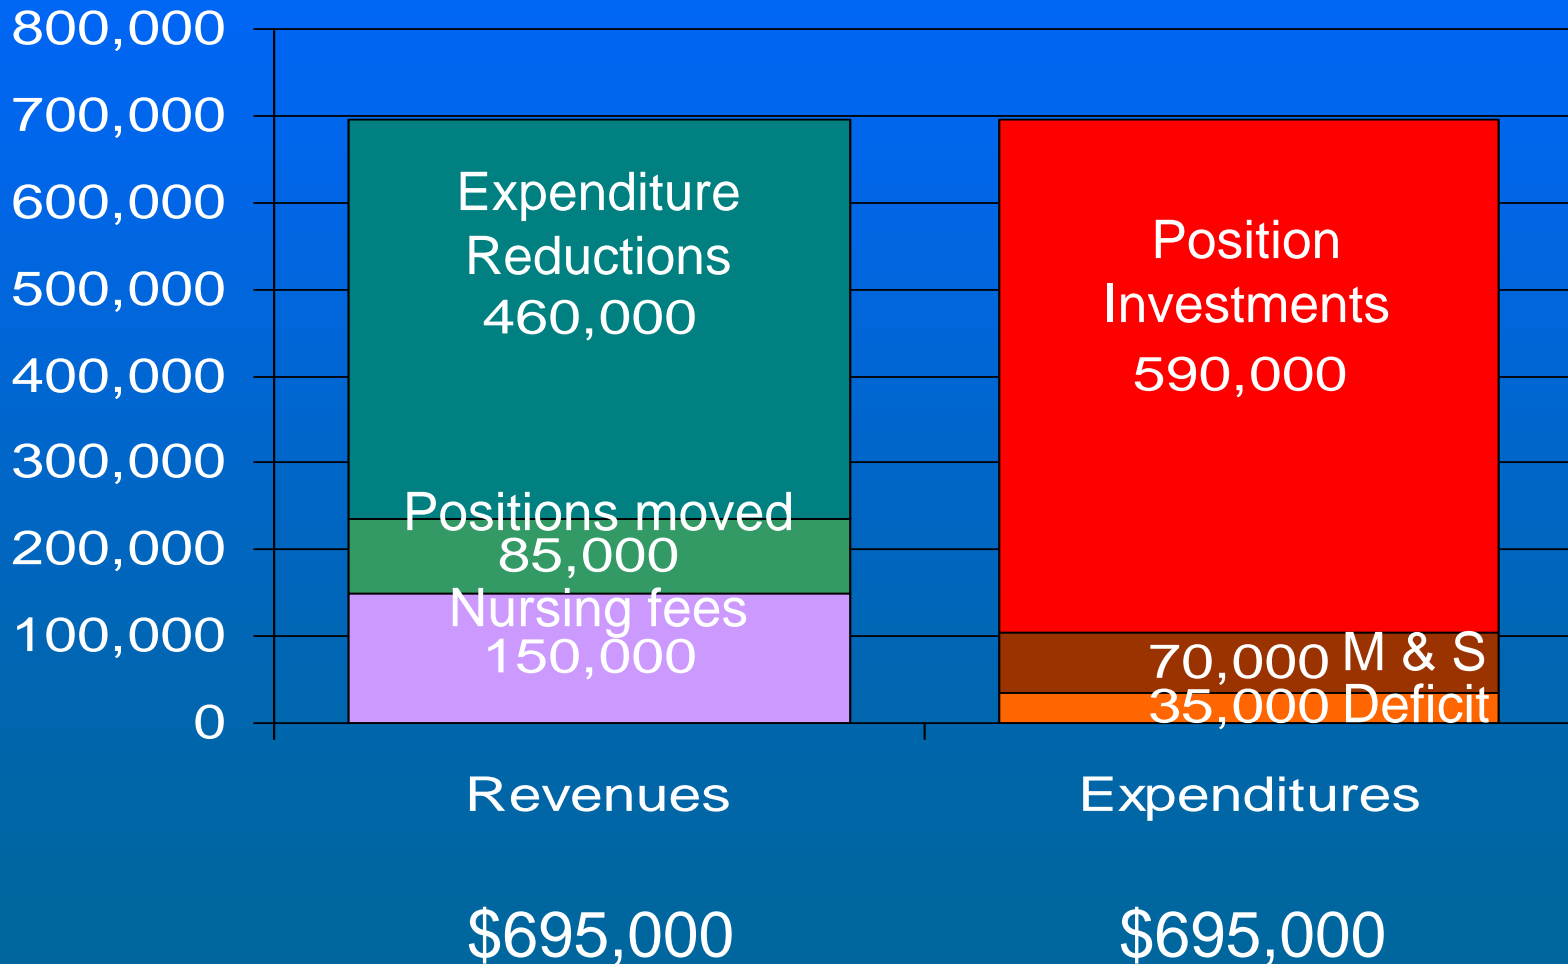 800,000
700,000
600,000
500,000
400,000
300,000
200,000
100,000
0
Expenditure
Reductions
460,000
Positions moved
85,000
Nursing fees
150,000
Position
Investments
590,000
70,000 M & S
35,000 Deficit
Revenues
Expenditures
$695,000
$695,000